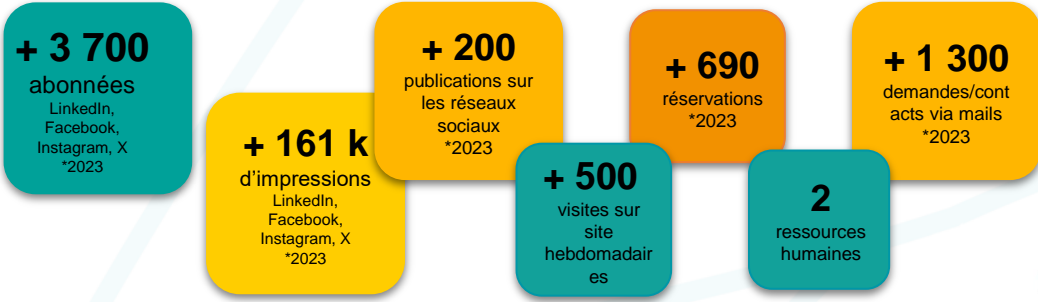 + 3 700
abonnées
LinkedIn,
Facebook,
Instagram, X
*2023
+ 161 k
d'impressions
LinkedIn,
Facebook,
Instagram, X
*2023
+ 200
publications sur
les réseaux
sociaux
*2023
+ 500
visites sur
site
hebdomadair
es
+ 690
réservations
*2023
2
ressources
humaines
+ 1 300
demandes/cont
acts via mails
*2023